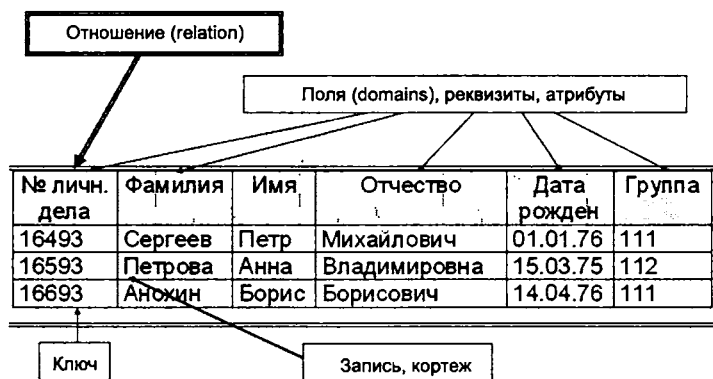 Отношение (relation)
Поля (domains), реквизиты, атрибуты
№ личн. дела Фамилия Имя Отчество Дата рожден Группа
16493 Сергеев Петр Михайлович 01.01.76 111
16593 Петрова Анна Владимировна 15.03.75 112
16693 Анохин Борис Борисович 14.04.76 111
Ключ
Запись, кортеж